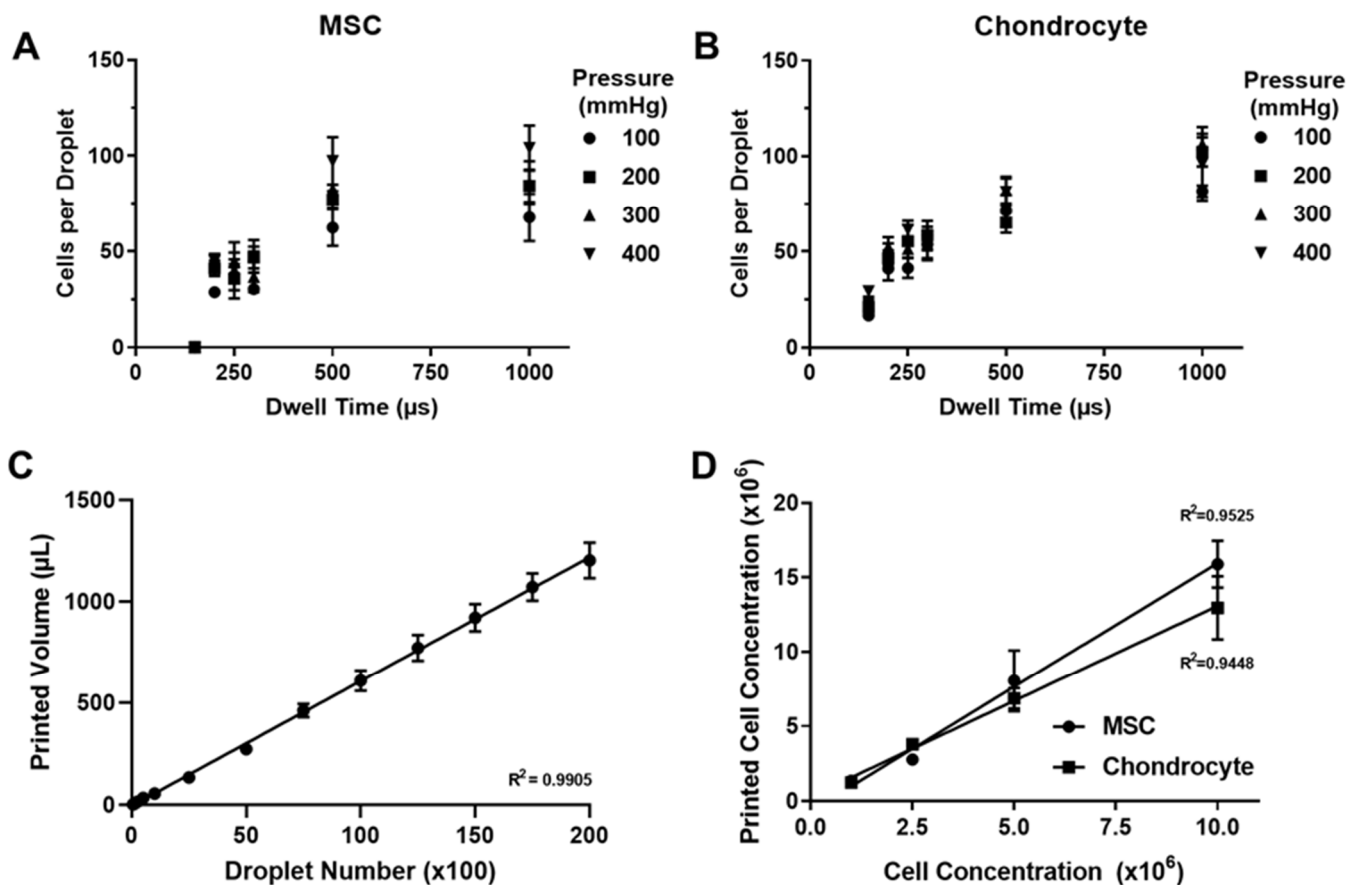 A
MSC
150
100
50
0
Cells per Droplet
0
250
500
750
1000
Dwell Time (µs)
Pressure
(mmHg)
100
200
300
400
B
Chondrocyte
150
100
50
0
Cells per Droplet
0
250
500
750
1000
Dwell Time (µs)
Pressure
(mmHg)
100
200
300
400
C
1500
1000
500
0
Printed Volume (µL)
0
50
100
150
200
Droplet Number (x100)
R²= 0.9905
D
20
15
10
5
0
Printed Cell Concentration (x10⁶)
0.0
2.5
5.0
7.5
10.0
Cell Concentration (x10⁶)
R²=0.9525
R²=0.9448
MSC
Chondrocyte